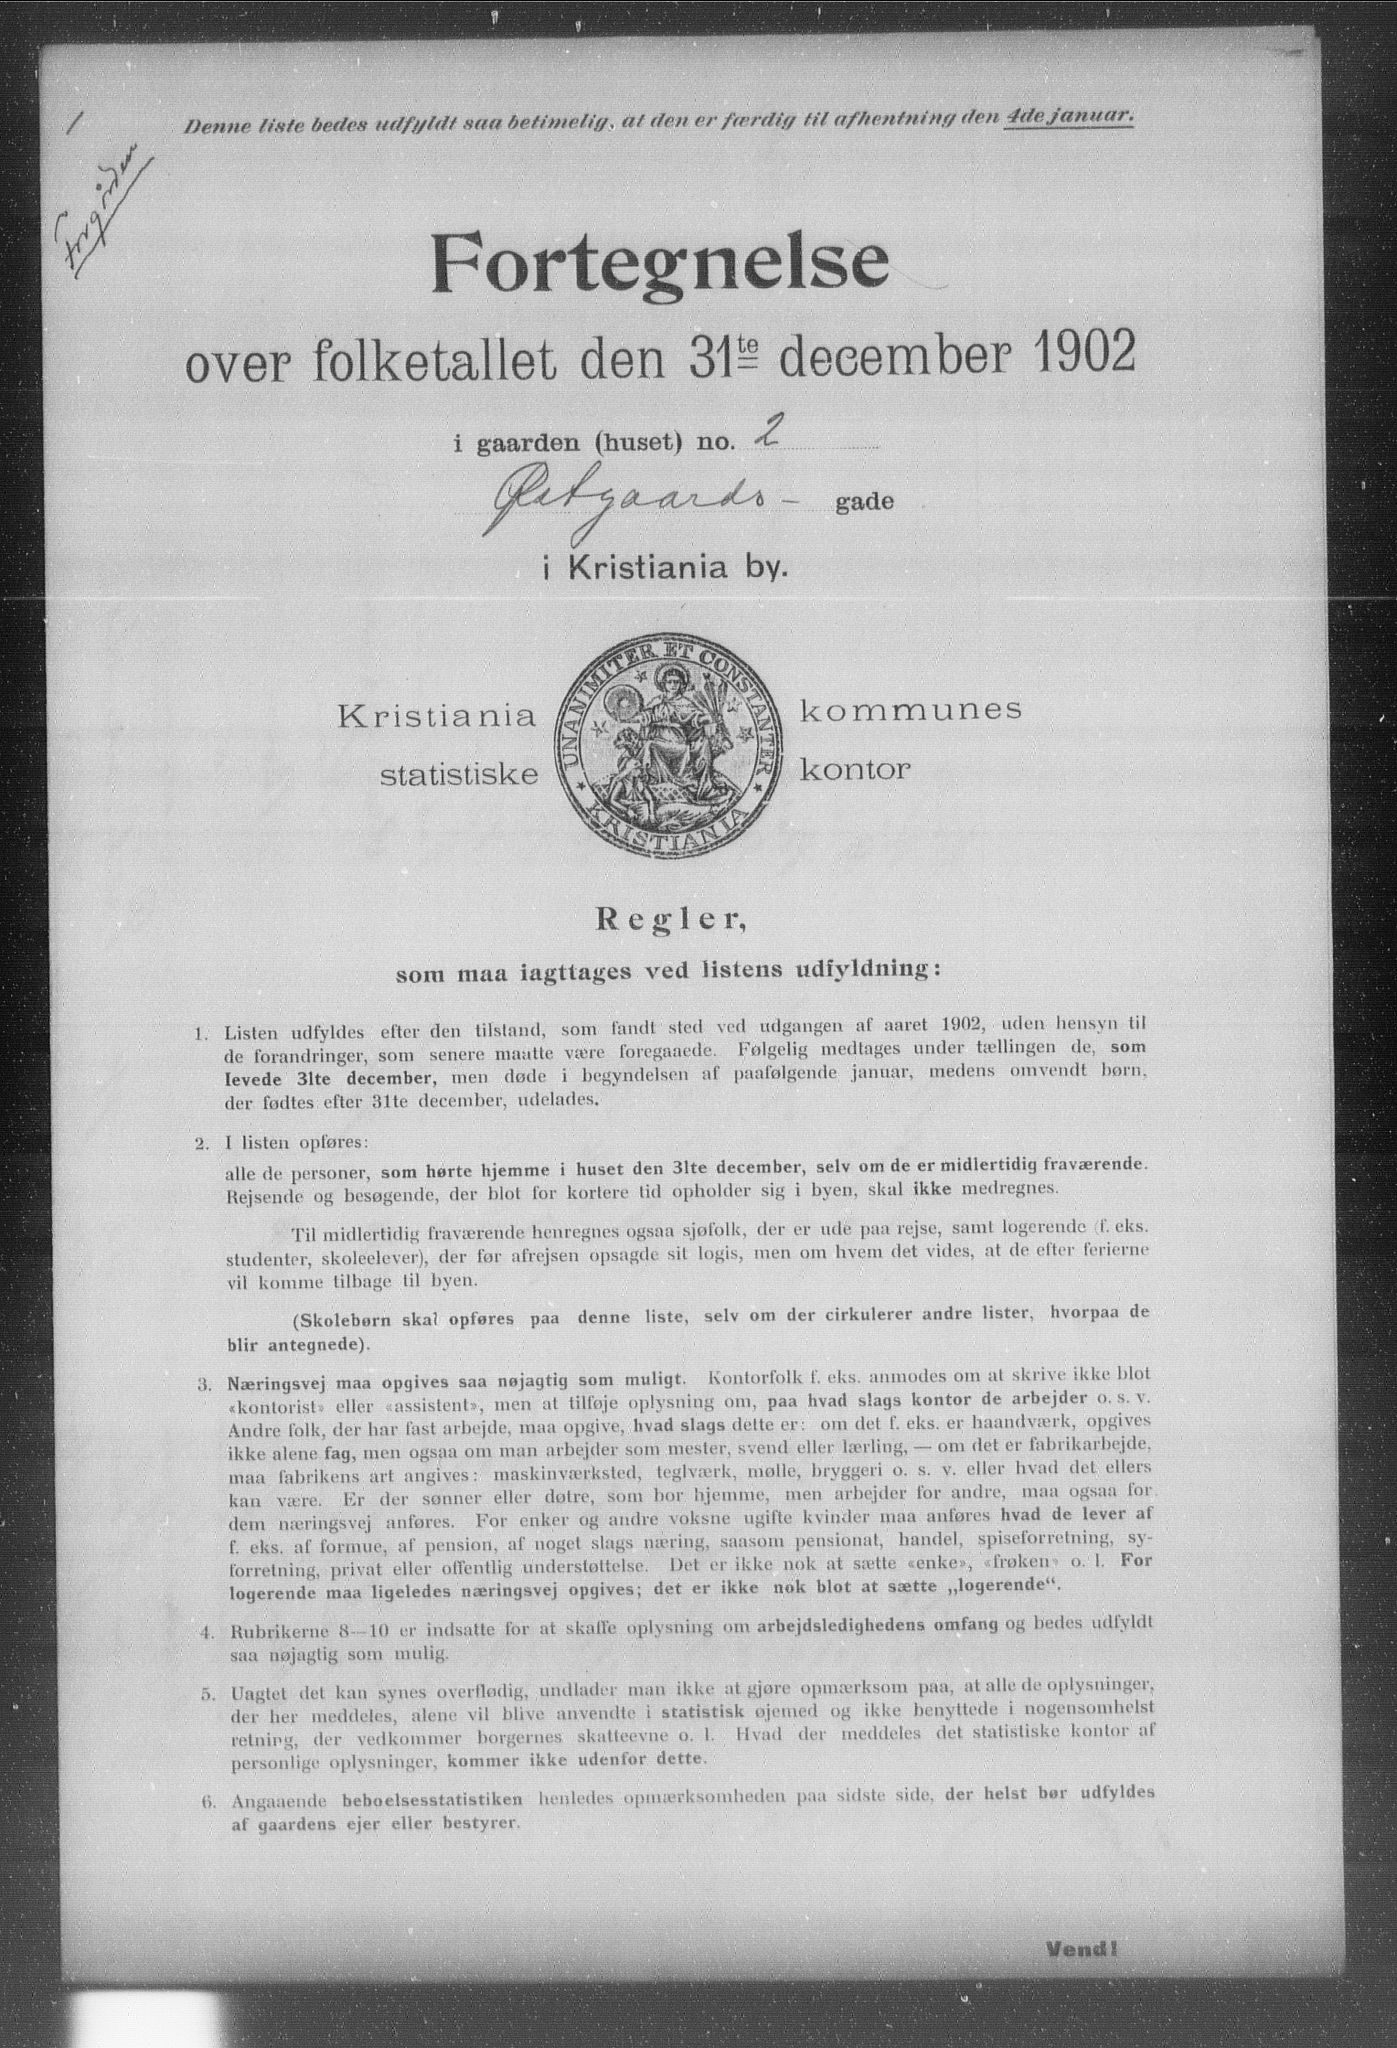 1
Forgården
Denne liste bedes udfyldt saa betimelig, at den er færdig til afhentning den 4de januar.
Fortegnelse
over folketallet den 31te december 1902
i gaarden (huset) no. 2
Østgaards- gade
i Kristiania by.
Kristiania kommunes
statistiske kontor
UNANIMITER ET CONSTANTER
KRISTIANIA
Regler,
som maa iagttages ved listens udfyldning:
1. Listen udfyldes efter den tilstand, som fandt sted ved udgangen af aaret 1902, uden hensyn til
de forandringer, som senere maatte være foregaaede. Følgelig medtages under tællingen de, som
levede 31te december, men døde i begyndelsen af paafølgende januar, medens omvendt børn,
der fødtes efter 31te december, udelades.
2. I listen opføres:
alle de personer, som hørte hjemme i huset den 31te december, selv om de er midlertidig fraværende.
Rejsende og besøgende, der blot for kortere tid opholder sig i byen, skal ikke medregnes.
Til midlertidig fraværende henregnes ogsaa sjøfolk, der er ude paa rejse, samt logerende (f. eks.
studenter, skoleelever), der før afrejsen opsagde sit logis, men om hvem det vides, at de efter ferierne
vil komme tilbage til byen.
(Skolebørn skal opføres paa denne liste, selv om der cirkulerer andre lister, hvorpaa de
blir antegnede).
3. Næringsvej maa opgives saa nøjagtig som muligt. Kontorfolk f. eks. anmodes om at skrive ikke blot
«kontorist» eller «assistent», men at tilføje oplysning om, paa hvad slags kontor de arbejder o. s. v.
Andre folk, der har fast arbejde, maa opgive, hvad slags dette er: om det f. eks. er haandværk, opgives
ikke alene fag, men ogsaa om man arbejder som mester, svend eller lærling, — om det er fabrikarbejde,
maa fabrikens art angives: maskinværksted, teglværk, mølle, bryggeri o. s. v. eller hvad det ellers
kan være. Er der sønner eller døtre, som bor hjemme, men arbejder for andre, maa ogsaa for
dem næringsvej anføres. For enker og andre voksne ugifte kvinder maa anføres hvad de lever af
f. eks. af formue, af pension, af noget slags næring, saasom pensionat, handel, spiseforretning, sy-
forretning, privat eller offentlig understøttelse. Det er ikke nok at sætte «enke», «frøken» o. l. For
logerende maa ligeledes næringsvej opgives; det er ikke nok blot at sætte „logerende“.
4. Rubrikerne 8—10 er indsatte for at skaffe oplysning om arbejdsledighedens omfang og bedes udfyldt
saa nøjagtig som mulig.
5. Uagtet det kan synes overflødig, undlader man ikke at gjøre opmærksom paa, at alle de oplysninger,
der her meddeles, alene vil blive anvendte i statistisk øjemed og ikke benyttede i nogensomhelst
retning, der vedkommer borgernes skatteevne o. l. Hvad der meddeles det statistiske kontor af
personlige oplysninger, kommer ikke udenfor dette.
6. Angaaende beboelsesstatistiken henledes opmærksomheden paa sidste side, der helst bør udfyldes
af gaardens ejer eller bestyrer.
Vend!